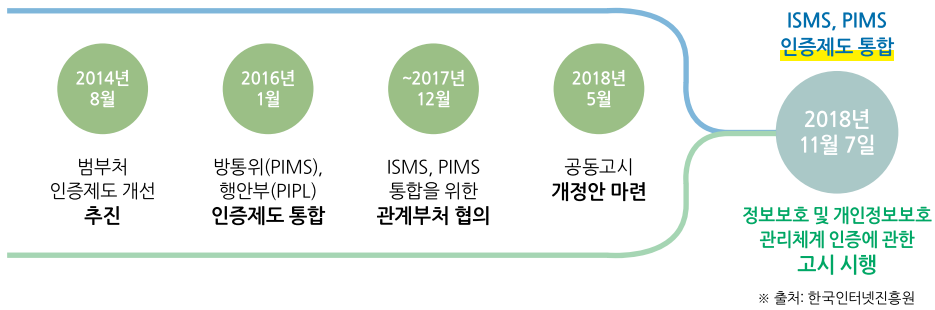 2014년
8월
범부처
인증제도 개선
추진
2016년
1월
방통위(PIMS),
행안부(PIPL)
인증제도 통합
~2017년
12월
ISMS, PIMS
통합을 위한
관계부처 협의
2018년
5월
공동고시
개정안 마련
ISMS, PIMS
인증제도 통합
2018년
11월 7일
정보보호 및 개인정보보호
관리체계 인증에 관한
고시 시행
※ 출처: 한국인터넷진흥원